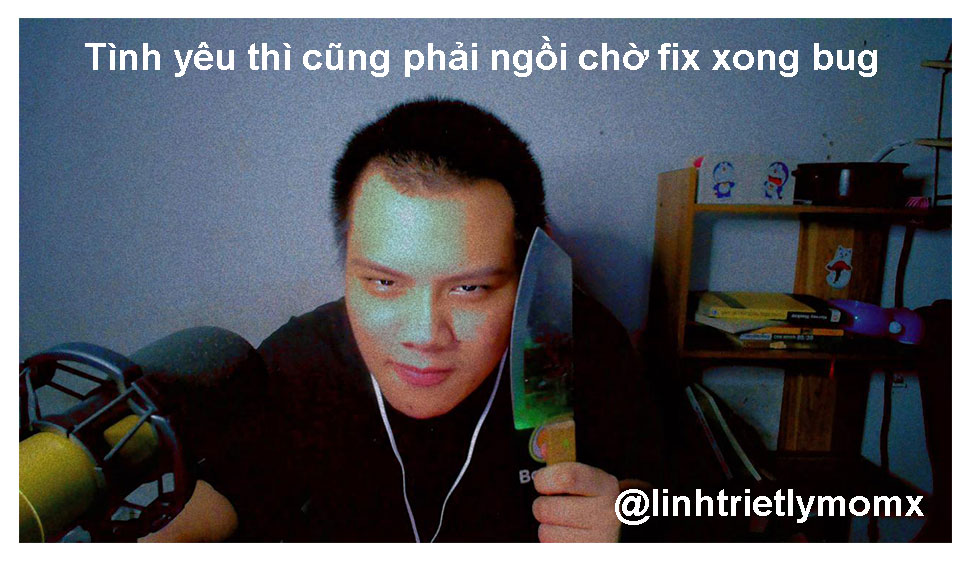 Tình yêu thì cũng phải ngồi chờ fix xong bug
@linhtrietlymomx